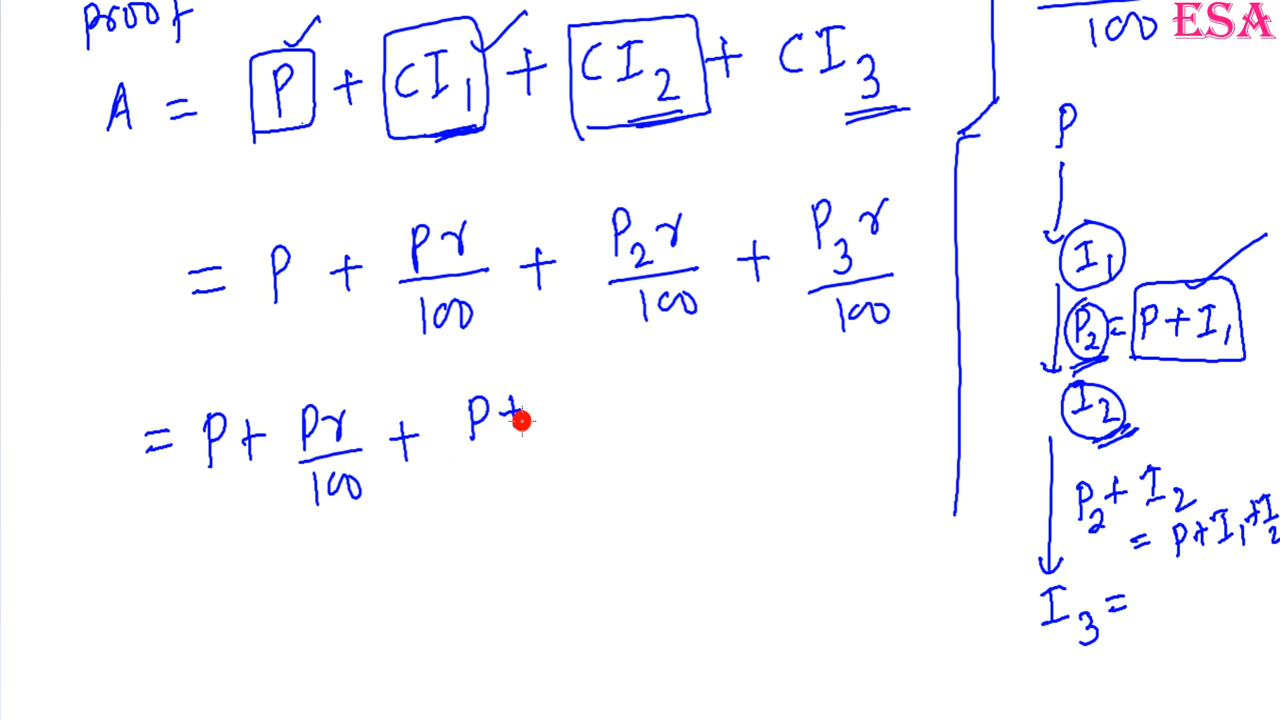 proof
100 ESA
A = P + CI₁ + CI₂ + CI₃
P
= P + Pr/100 + P₂r/100 + P₃r/100
I₁
P₂ = P + I₁
= P + Pr/100 + P +
I₂
P₂ + I₂
= P + I₁ + I₂
I₃ =